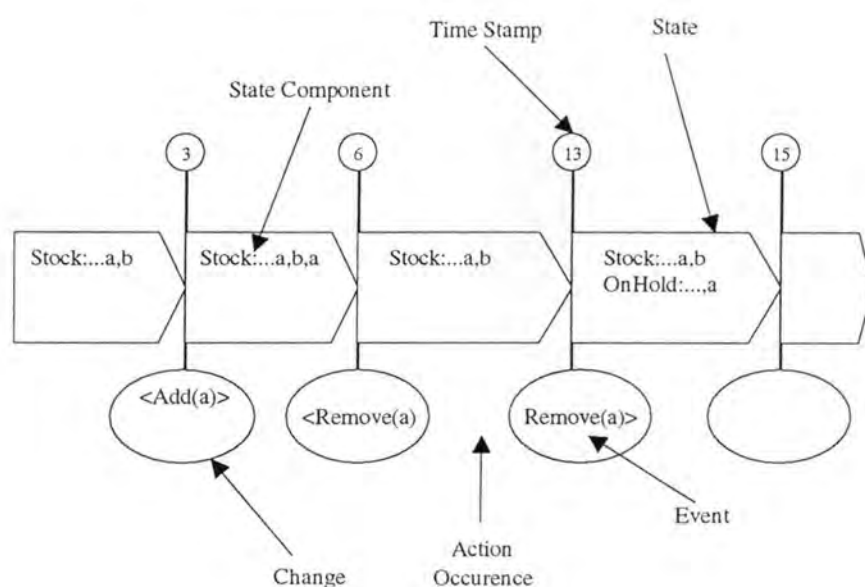 Time Stamp
State
State Component
3
6
13
15
Stock:...a,b
Stock:...a,b,a
Stock:...a,b
Stock:...a,b
OnHold:...,a
<Add(a)>
<Remove(a)
Remove(a)>
Event
Action
Occurence
Change